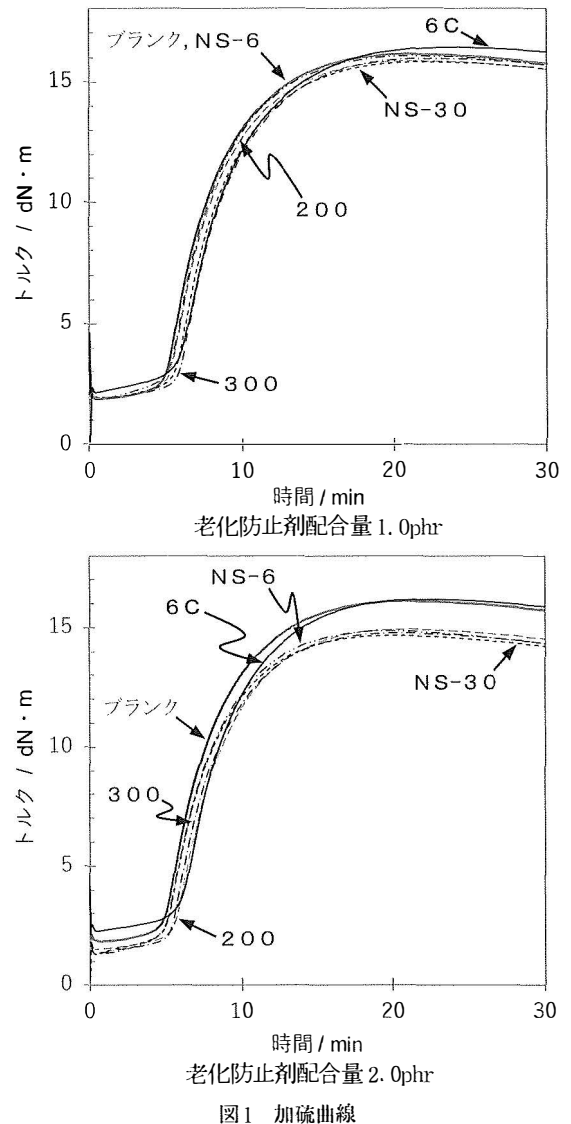 ブランク, NS-6
6C
15
NS-30
10
200
トルク / dN・m
5
300
0
0
10
20
30
時間 / min
老化防止剤配合量1.0phr
NS-6
6C
15
NS-30
ブランク
10
300
トルク / dN・m
5
200
0
0
10
20
30
時間 / min
老化防止剤配合量2.0phr
図1 加硫曲線